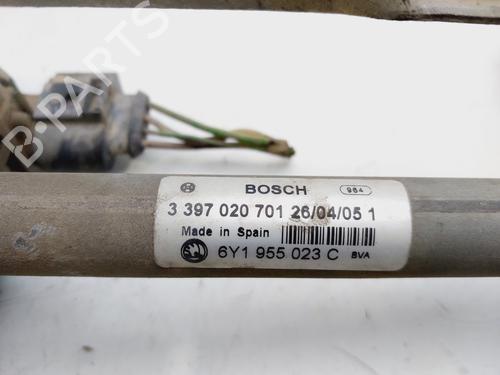 B-PARTS
BOSCH 984
3 397 020 701 26/04/05 1
Made in Spain
6Y1 955 023 C BVA